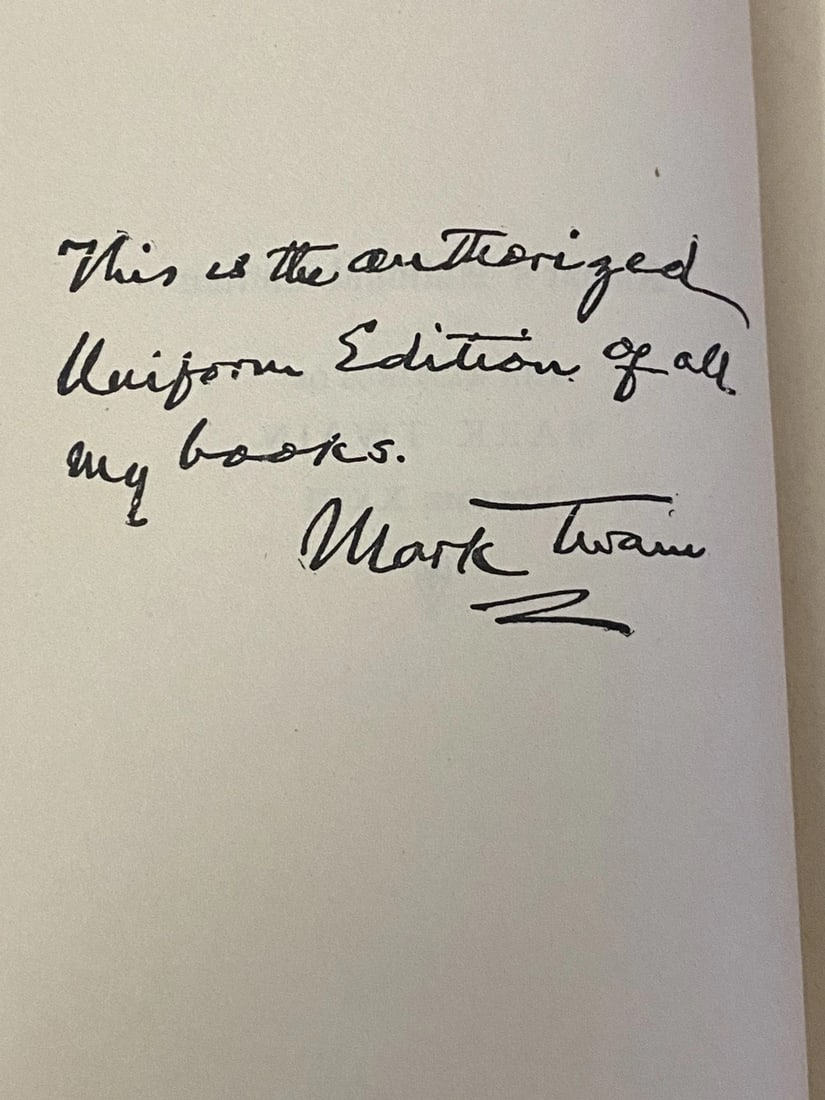 This is the authorized
Uniform Edition of all
my books.
Mark Twain